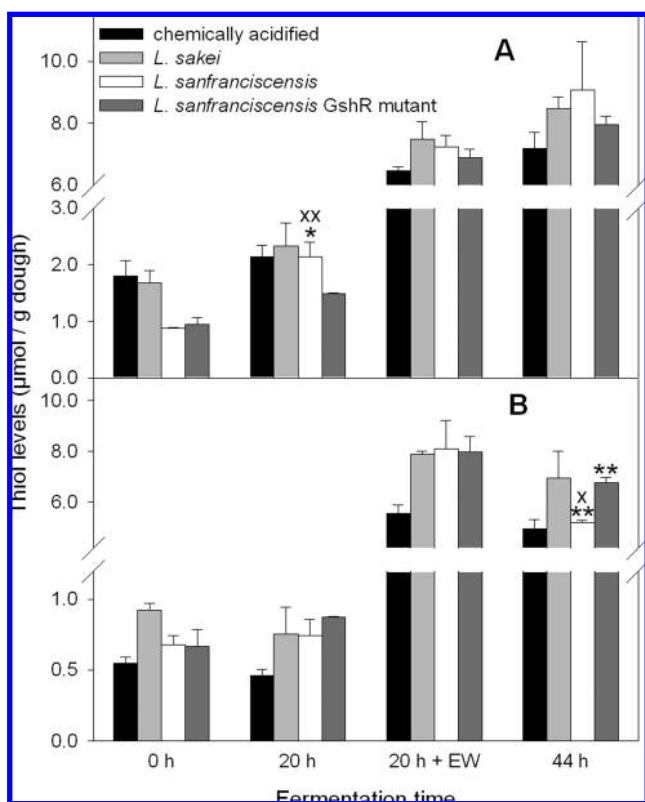 chemically acidified
L. sakei
L. sanfranciscensis
L. sanfranciscensis GshR mutant
A
Thiol levels (µmol / g dough)
10.0
8.0
6.0
3.0
2.0
1.0
0.0
xx
*
B
10.0
8.0
6.0
1.0
0.5
0.0
x
**
**
0 h 20 h 20 h + EW 44 h
Fermentation time